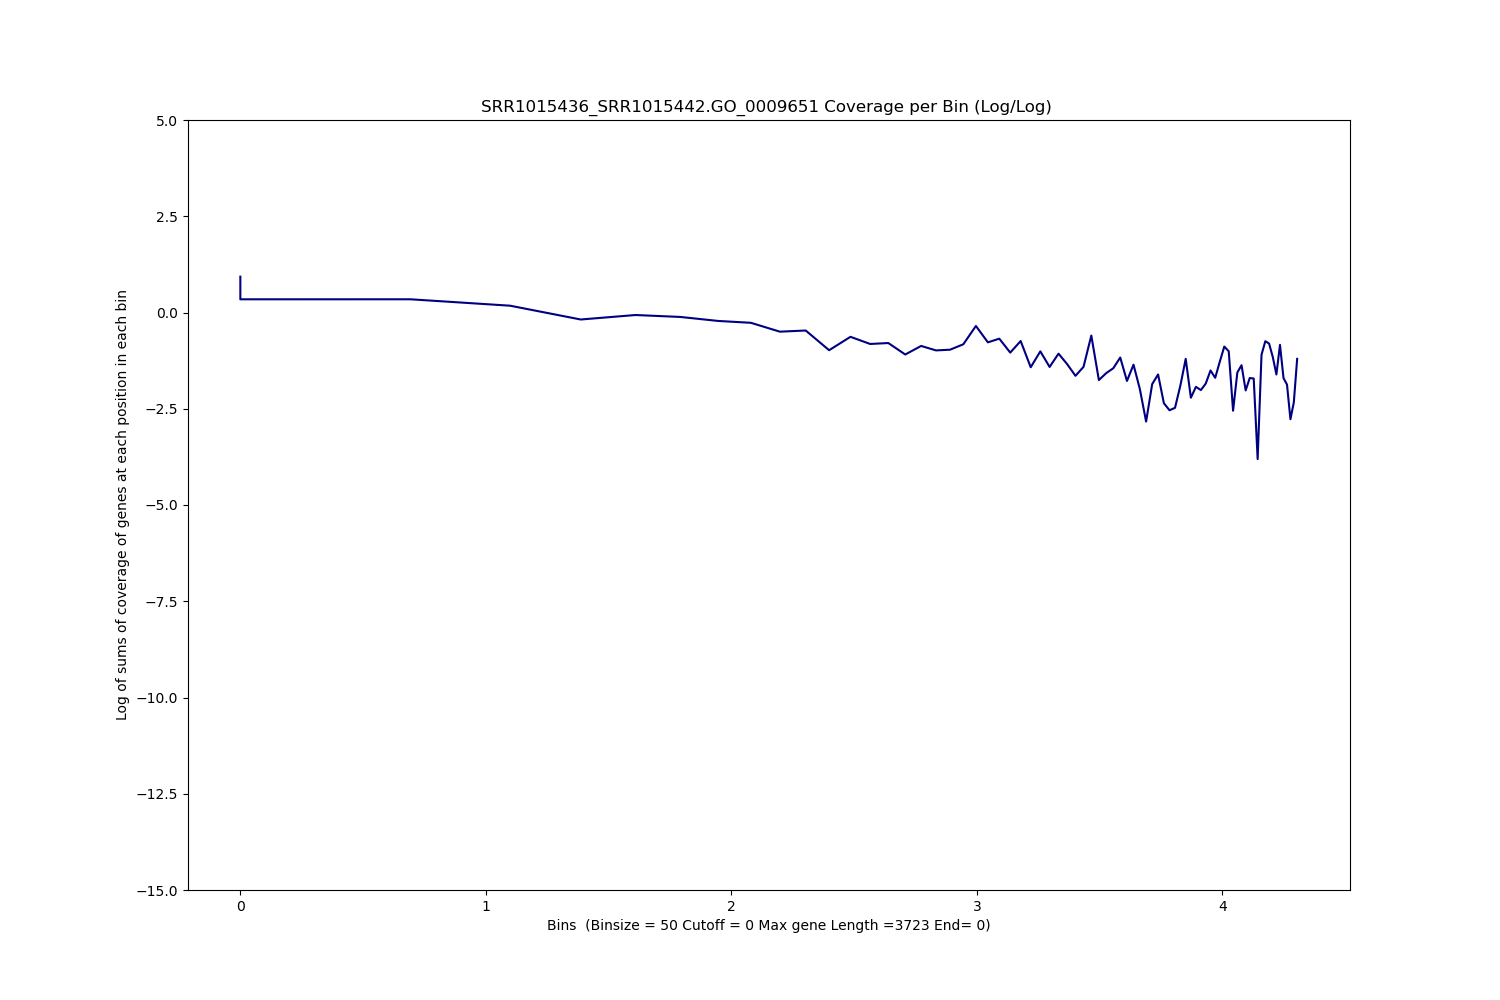 SRR1015436_SRR1015442.GO_0009651 Coverage per Bin (Log/Log)
Log of sums of coverage of genes at each position in each bin
5.0
2.5
0.0
−2.5
−5.0
−7.5
−10.0
−12.5
−15.0
0 1 2 3 4
Bins  (Binsize = 50 Cutoff = 0 Max gene Length =3723 End= 0)